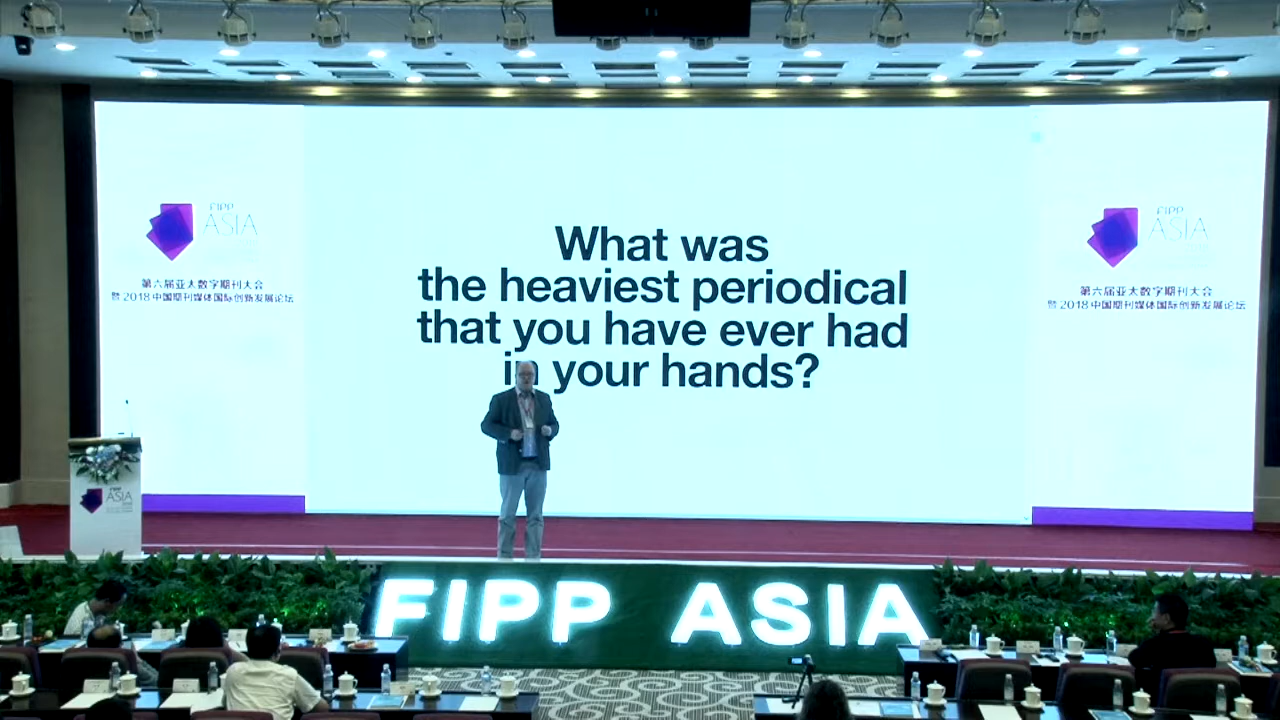 FIPP
ASIA
第六届亚太数字期刊大会
暨2018中国期刊媒体国际创新发展论坛
What was
the heaviest periodical
that you have ever had
in your hands?
FIPP
ASIA
第六届亚太数字期刊大会
暨2018中国期刊媒体国际创新发展论坛
FIPP
ASIA
FIPP ASIA